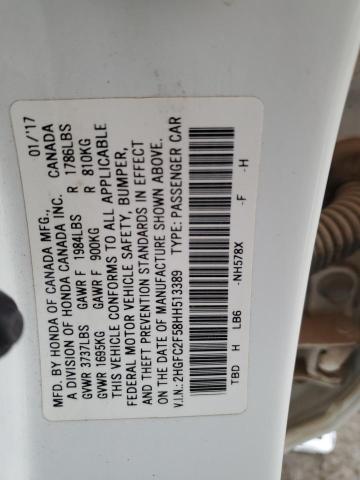 MFD. BY HONDA OF CANADA MFG., 01/'17
A DIVISION OF HONDA CANADA INC. CANADA
GVWR 3737LBS GAWR F 1984LBS R 1786LBS
GVWR 1695KG GAWR F 900KG R 810KG
THIS VEHICLE CONFORMS TO ALL APPLICABLE
FEDERAL MOTOR VEHICLE SAFETY, BUMPER,
AND THEFT PREVENTION STANDARDS IN EFFECT
ON THE DATE OF MANUFACTURE SHOWN ABOVE.
V.I.N.: 2HGFC2F58HH513389 TYPE: PASSENGER CAR
TBD H LB6 -NH578X -F -H